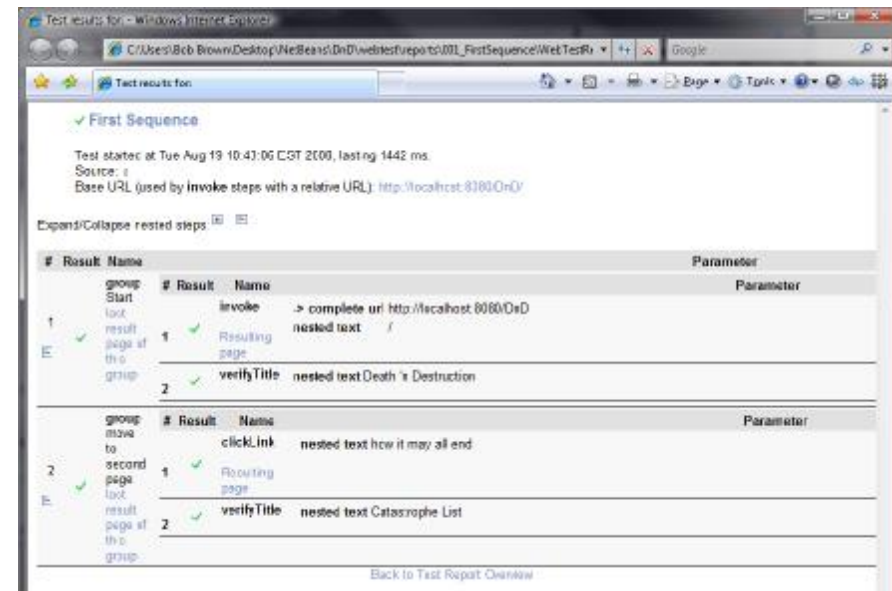 Test results for: - Windows Internet Explorer
C:\Users\Bob Brown\Desktop\NetBeans\DnD\webtest\reports\001_FirstSequence\WebTestRe
Google
Test results for:
Page
Tools
First Sequence
Test started at Tue Aug 19 10:43:06 EST 2008, lasting 1442 ms.
Source:
Base URL (used by invoke steps with a relative URL): http://localhost:8080/DnD/
Expand/Collapse nested steps
# Result Name Parameter
1
group
Start
last
result
page of
this
group
# Result Name Parameter
1 invoke -> complete url http://localhost:8080/DnD
nested text /
Resulting
page
2 verifyTitle nested text Death 'n Destruction
2
group
move
to
second
page
last
result
page of
this
group
# Result Name Parameter
1 clickLink nested text how it may all end
Resulting
page
2 verifyTitle nested text Catastrophe List
Back to Test Report Overview